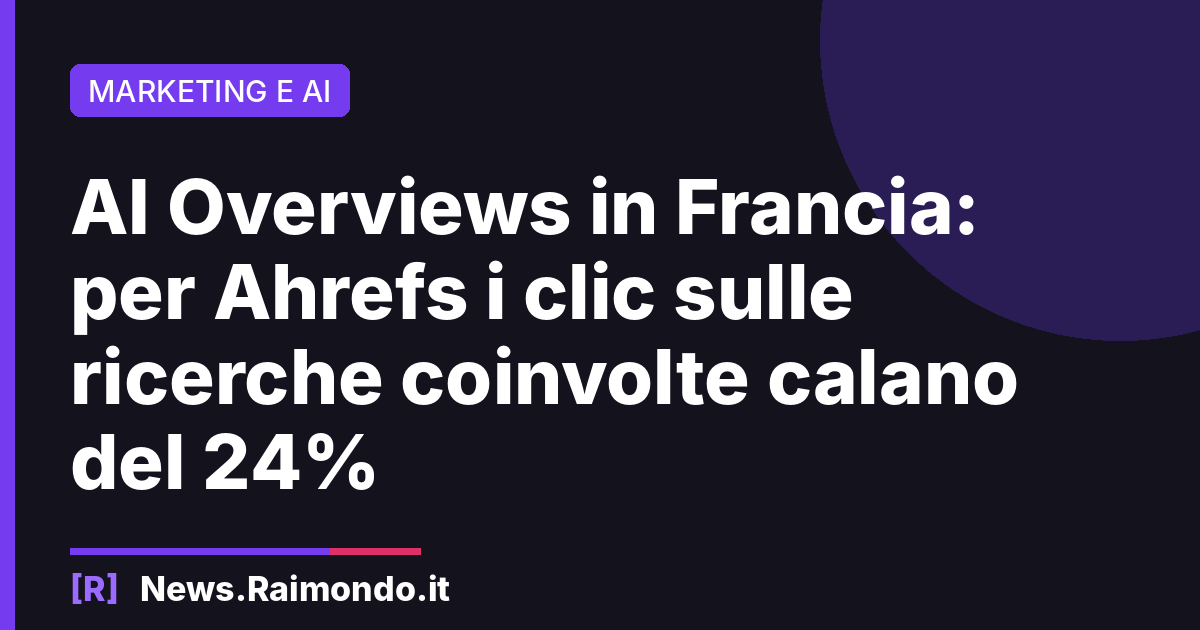 MARKETING E AI
AI Overviews in Francia:
per Ahrefs i clic sulle
ricerche coinvolte calano
del 24%
[R] News.Raimondo.it